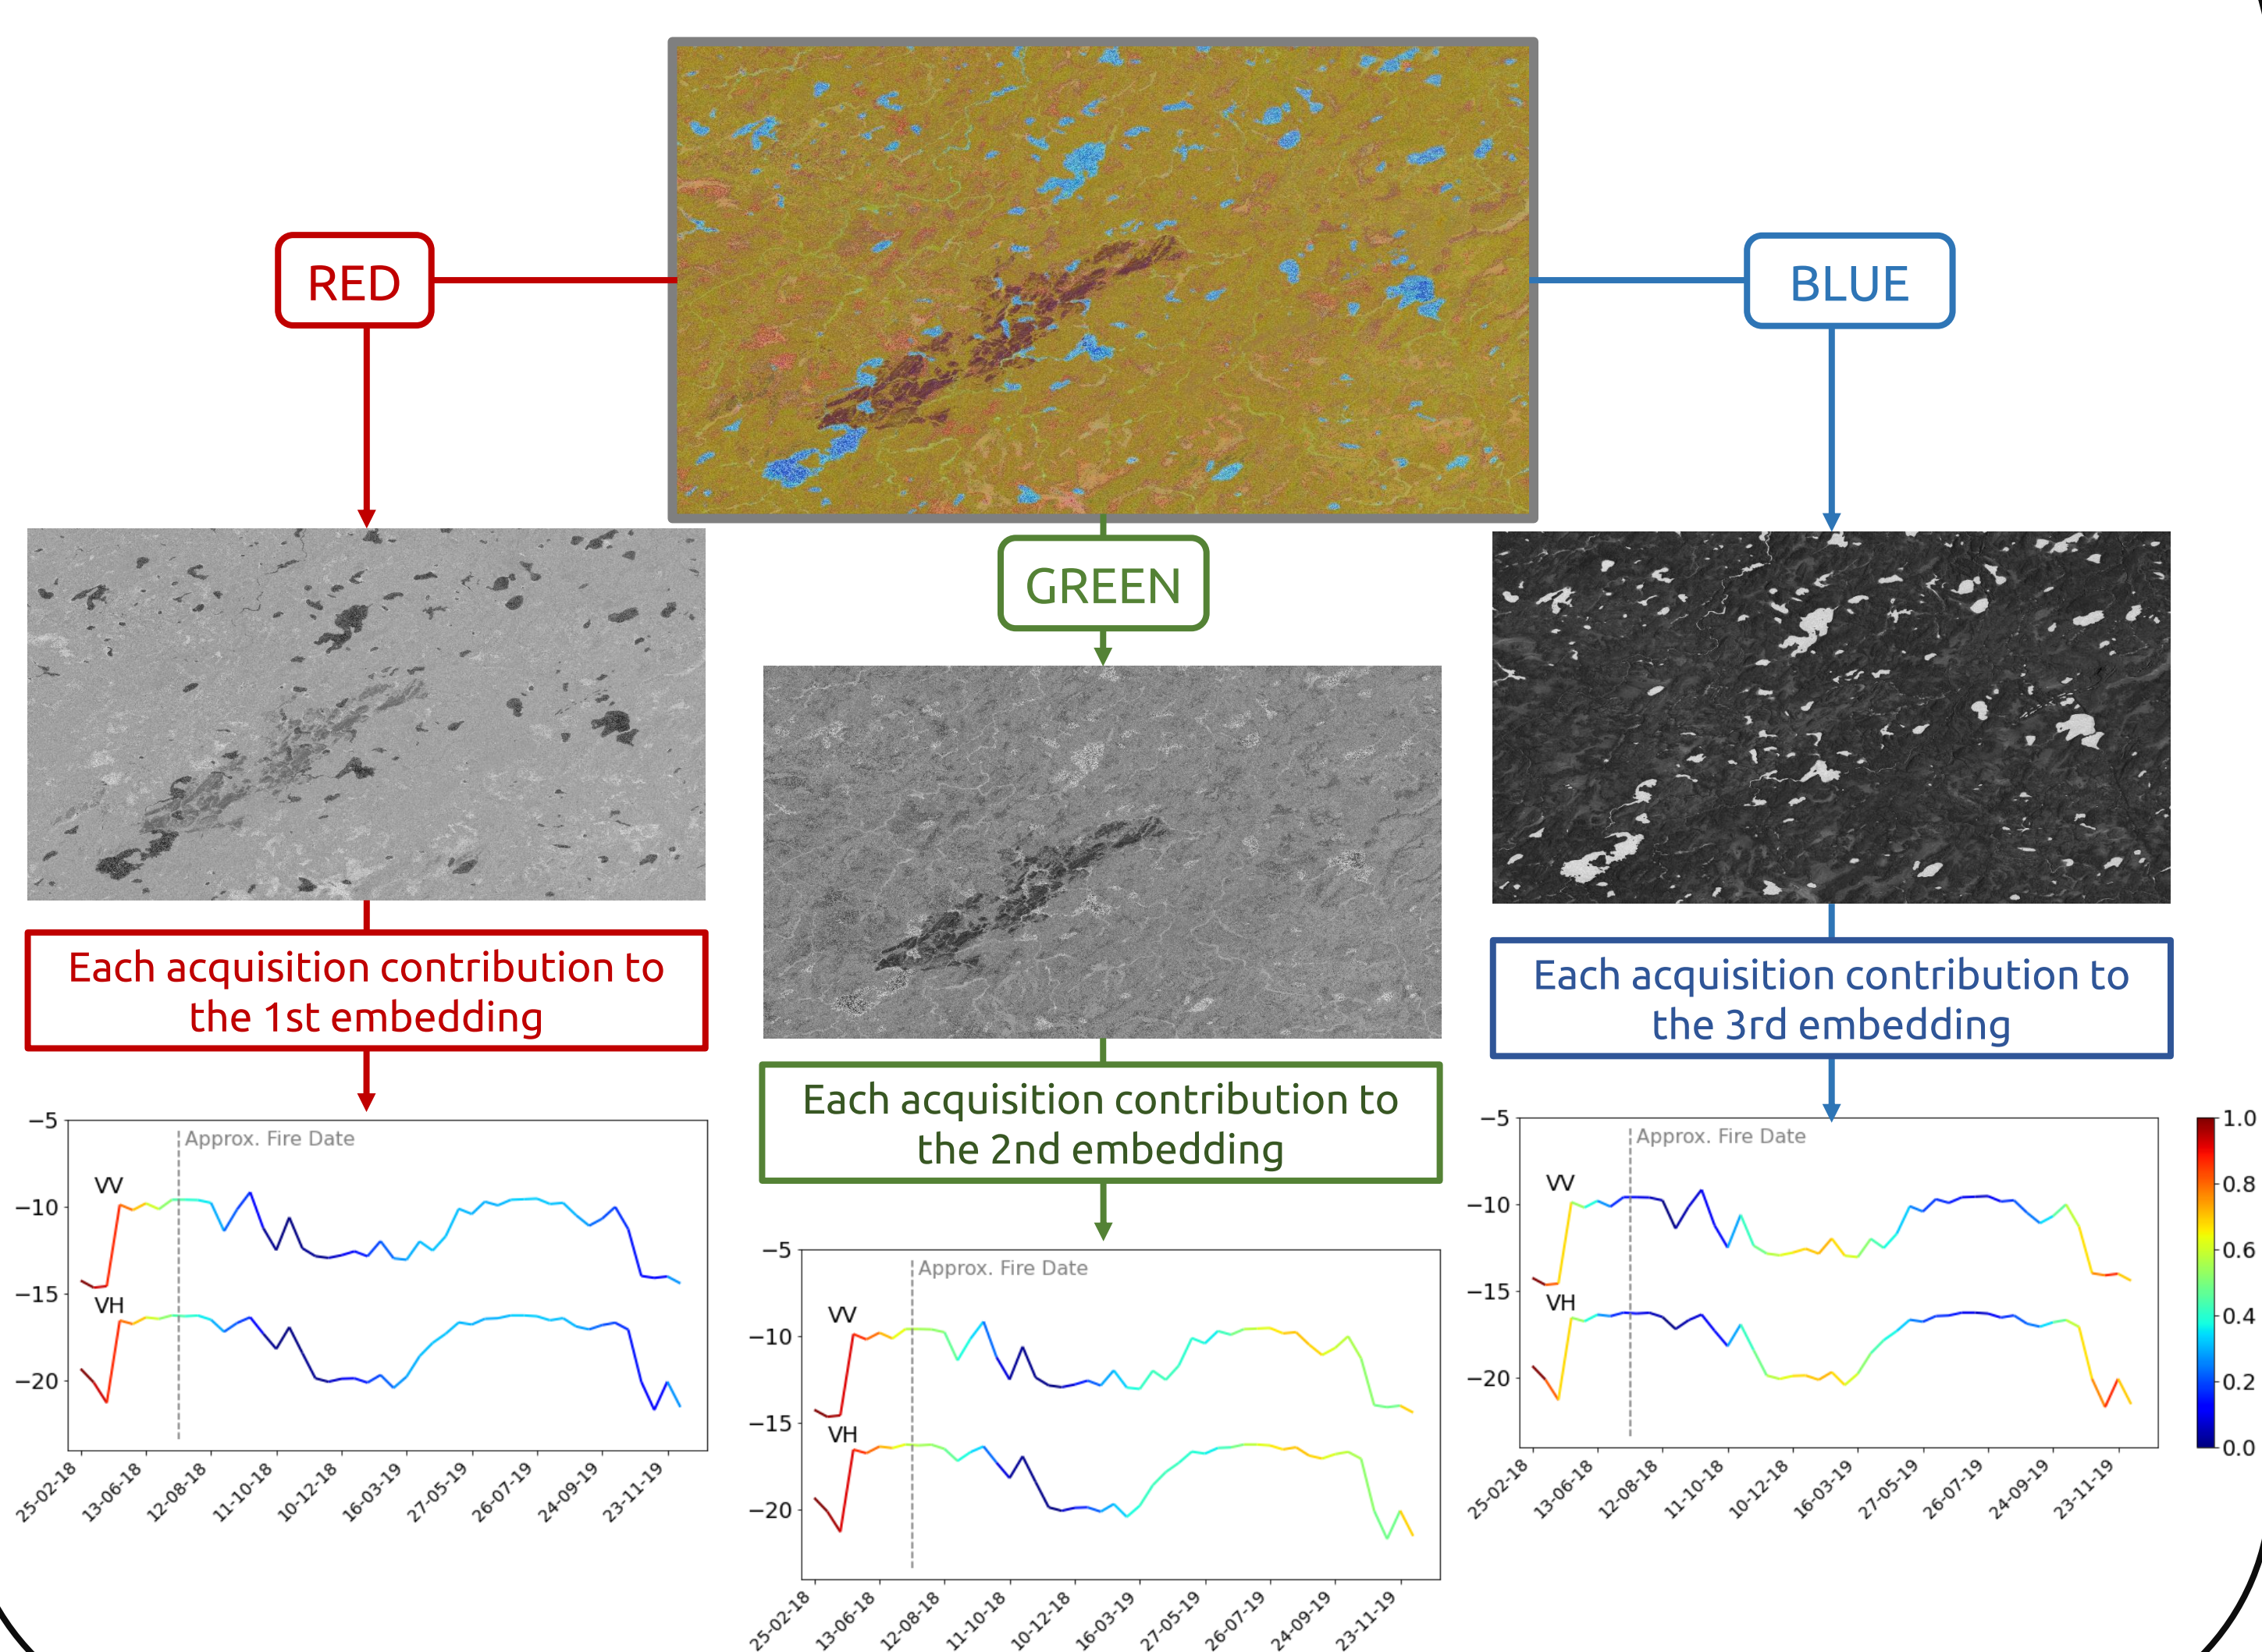 RED
BLUE
GREEN
Each acquisition contribution to
the 1st embedding
Each acquisition contribution to
the 2nd embedding
Each acquisition contribution to
the 3rd embedding
−5
−10
−15
−20
Approx. Fire Date
VV
VH
25-02-18
13-06-18
12-08-18
11-10-18
10-12-18
16-03-19
27-05-19
26-07-19
24-09-19
23-11-19
−5
−10
−15
−20
Approx. Fire Date
VV
VH
25-02-18
13-06-18
12-08-18
11-10-18
10-12-18
16-03-19
27-05-19
26-07-19
24-09-19
23-11-19
−5
−10
−15
−20
Approx. Fire Date
VV
VH
25-02-18
13-06-18
12-08-18
11-10-18
10-12-18
16-03-19
27-05-19
26-07-19
24-09-19
23-11-19
1.0
0.8
0.6
0.4
0.2
0.0